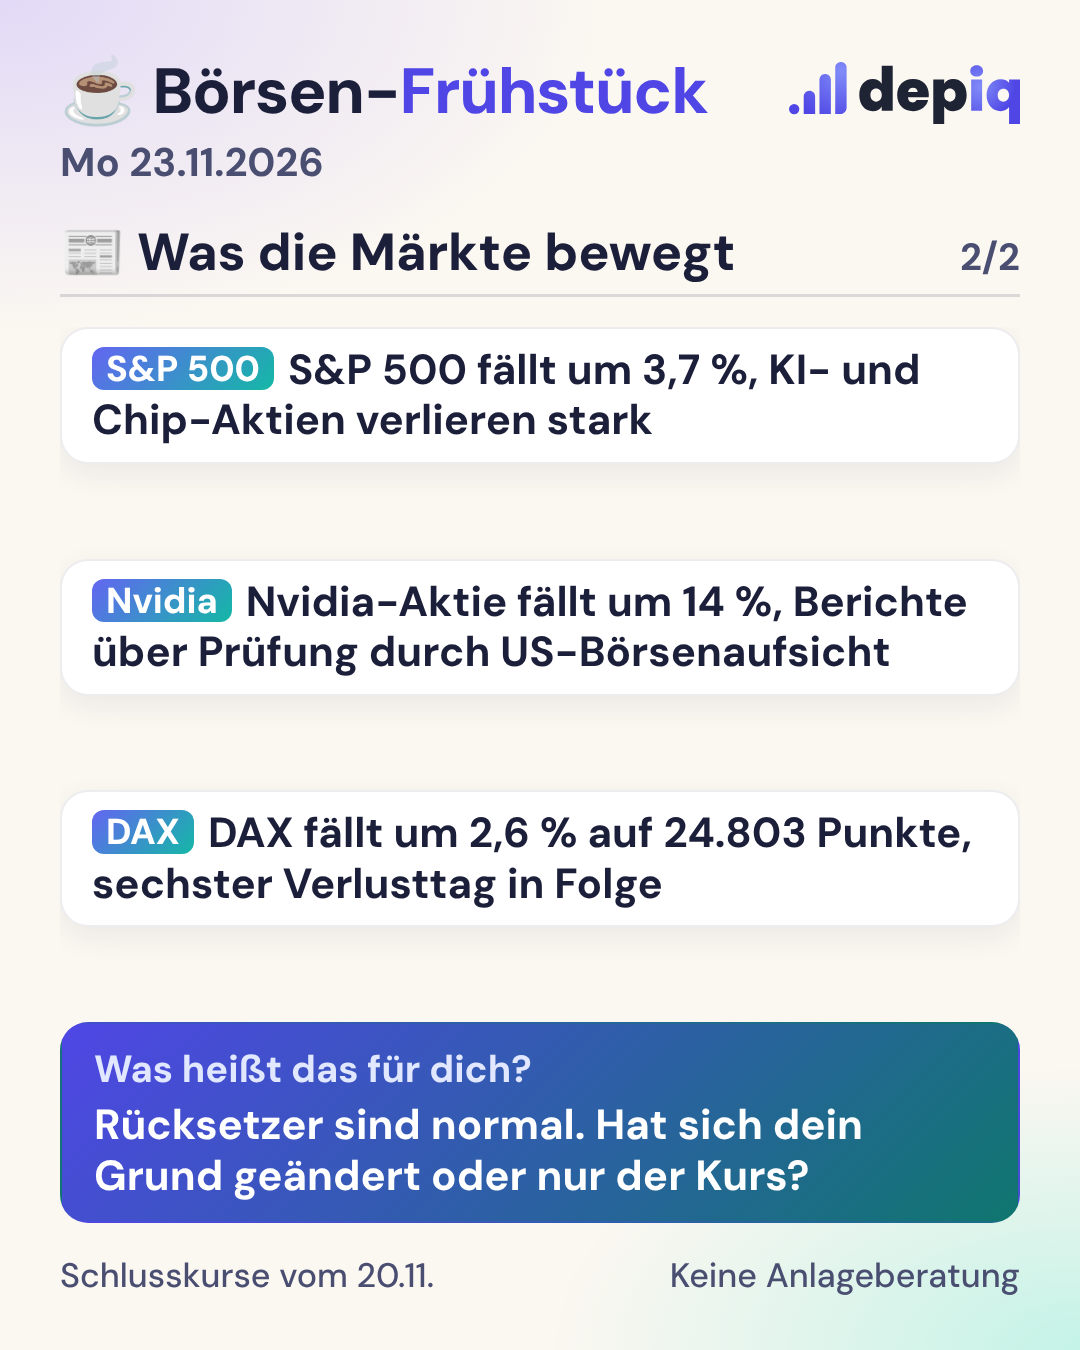 Börsen-Frühstück
depiq
Mo 23.11.2026
Was die Märkte bewegt
2/2
S&P 500 S&P 500 fällt um 3,7 %, KI- und
Chip-Aktien verlieren stark
Nvidia Nvidia-Aktie fällt um 14 %, Berichte
über Prüfung durch US-Börsenaufsicht
DAX DAX fällt um 2,6 % auf 24.803 Punkte,
sechster Verlusttag in Folge
Was heißt das für dich?
Rücksetzer sind normal. Hat sich dein
Grund geändert oder nur der Kurs?
Schlusskurse vom 20.11.
Keine Anlageberatung